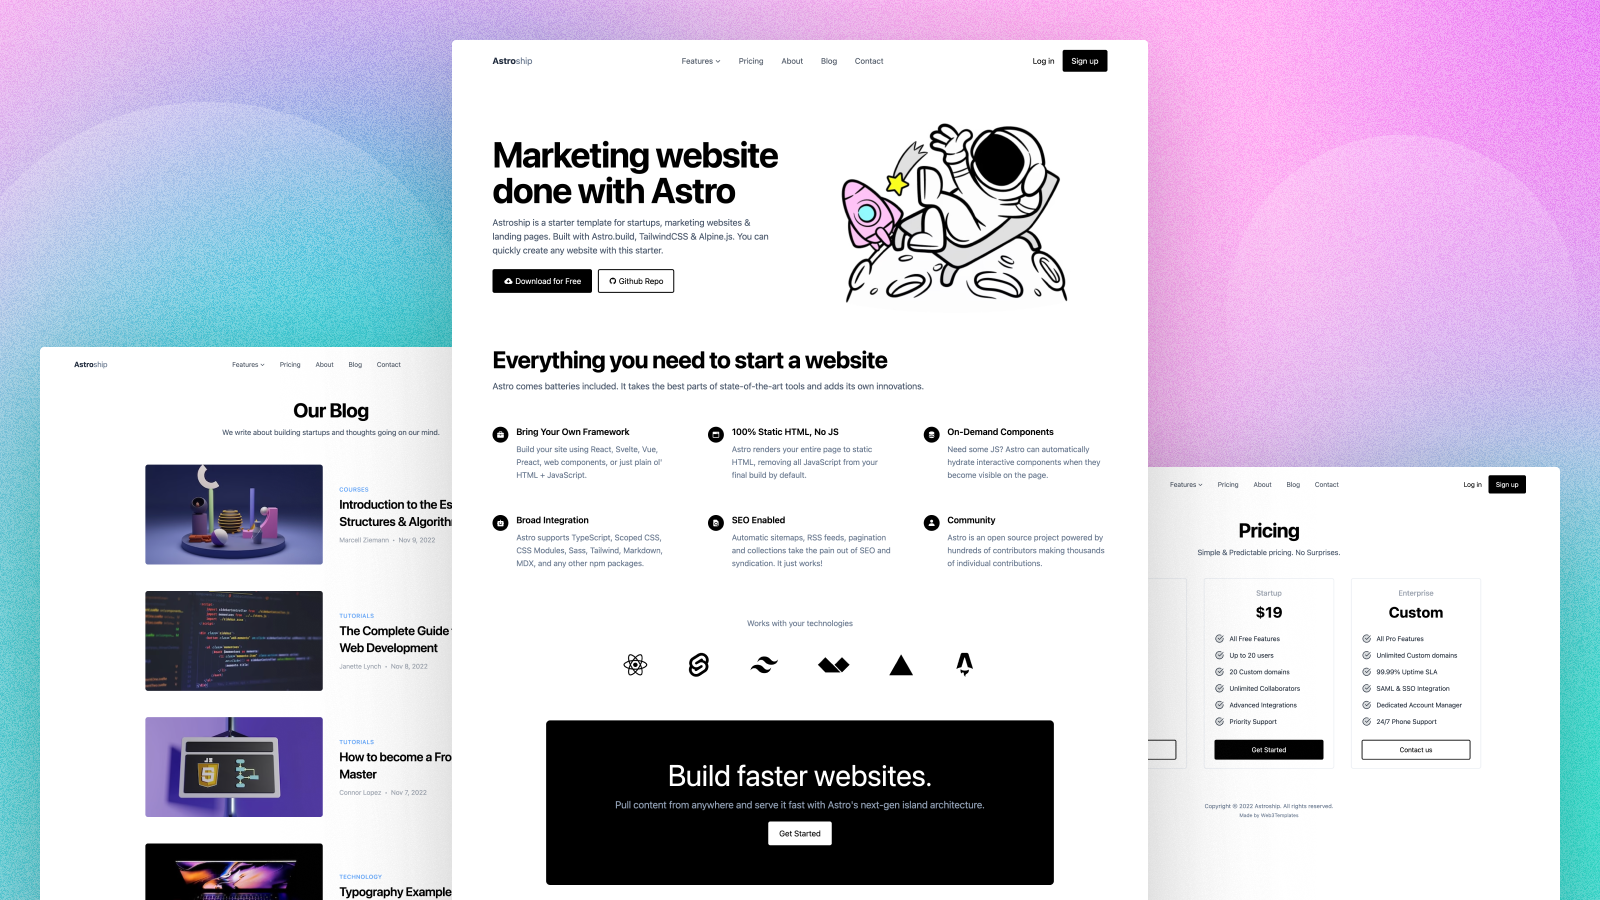 Astroship
Features
Pricing
About
Blog
Contact
Log in
Sign up
Marketing website
done with Astro
Astroship is a starter template for startups, marketing websites &
landing pages. Built with Astro.build, TailwindCSS & Alpine.js. You can
quickly create any website with this starter.
Download for Free
Github Repo
Everything you need to start a website
Astro comes batteries included. It takes the best parts of state-of-the-art tools and adds its own innovations.
Bring Your Own Framework
Build your site using React, Svelte, Vue,
Preact, web components, or just plain ol'
HTML + JavaScript.
100% Static HTML, No JS
Astro renders your entire page to static
HTML, removing all JavaScript from your
final build by default.
On-Demand Components
Need some JS? Astro can automatically
hydrate interactive components when they
become visible on the page.
Broad Integration
Astro supports TypeScript, Scoped CSS,
CSS Modules, Sass, Tailwind, Markdown,
MDX, and any other npm packages.
SEO Enabled
Automatic sitemaps, RSS feeds, pagination
and collections take the pain out of SEO and
syndication. It just works!
Community
Astro is an open source project powered by
hundreds of contributors making thousands
of individual contributions.
Works with your technologies
Build faster websites.
Pull content from anywhere and serve it fast with Astro's next-gen island architecture.
Get Started
Astroship
Features
Pricing
About
Blog
Contact
Our Blog
We write about building startups and thoughts going on our mind.
COURSES
Introduction to the Es
Structures & Algorith
Marcell Ziemann • Nov 9, 2022
TUTORIALS
The Complete Guide
Web Development
Janette Lynch • Nov 8, 2022
JS
5
TUTORIALS
How to become a Fro
Master
Connor Lopez • Nov 7, 2022
TECHNOLOGY
Typography Example
Features
Pricing
About
Blog
Contact
Log in
Sign up
Pricing
Simple & Predictable pricing. No Surprises.
Startup
$19
All Free Features
Up to 20 users
20 Custom domains
Unlimited Collaborators
Advanced Integrations
Priority Support
Get Started
Enterprise
Custom
All Pro Features
Unlimited Custom domains
99.99% Uptime SLA
SAML & SSO Integration
Dedicated Account Manager
24/7 Phone Support
Contact us
Copyright © 2022 Astroship. All rights reserved.
Made by Web3Templates